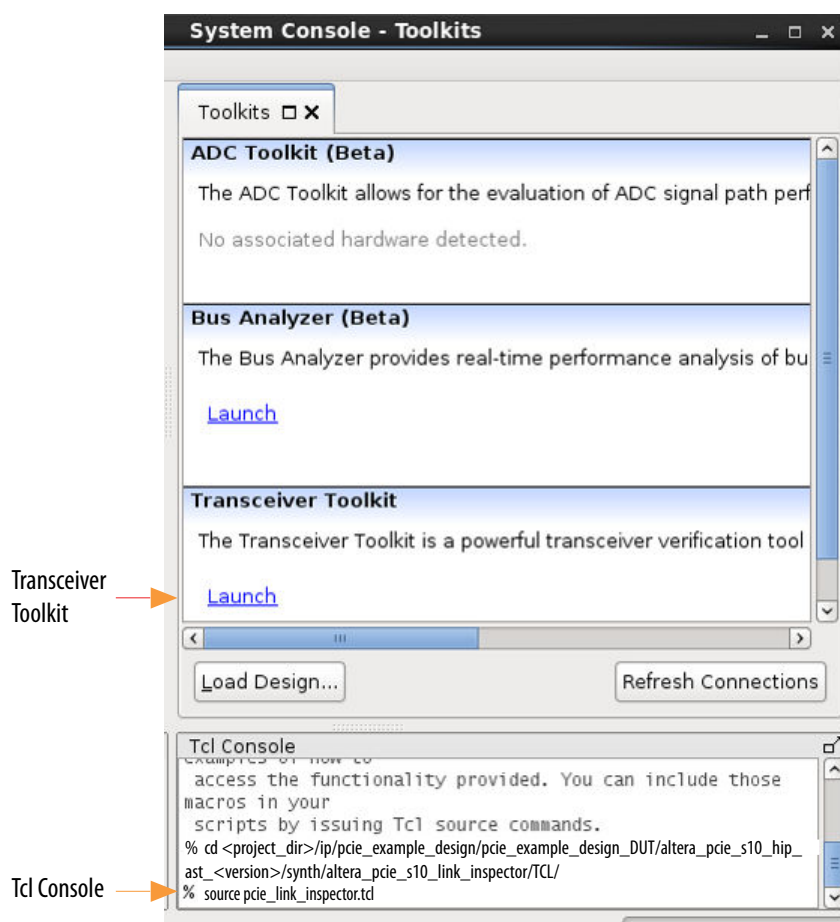 System Console - Toolkits
Toolkits
ADC Toolkit (Beta)
The ADC Toolkit allows for the evaluation of ADC signal path perf
No associated hardware detected.
Bus Analyzer (Beta)
The Bus Analyzer provides real-time performance analysis of bu
Launch
Transceiver Toolkit
The Transceiver Toolkit is a powerful transceiver verification tool
Transceiver
Toolkit
Launch
Load Design...
Refresh Connections
Tcl Console
examples of how to
access the functionality provided. You can include those
macros in your
scripts by issuing Tcl source commands.
% cd <project_dir>/ip/pcie_example_design/pcie_example_design_DUT/altera_pcie_s10_hip_
ast_<version>/synth/altera_pcie_s10_link_inspector/TCL/
Tcl Console
% source pcie_link_inspector.tcl